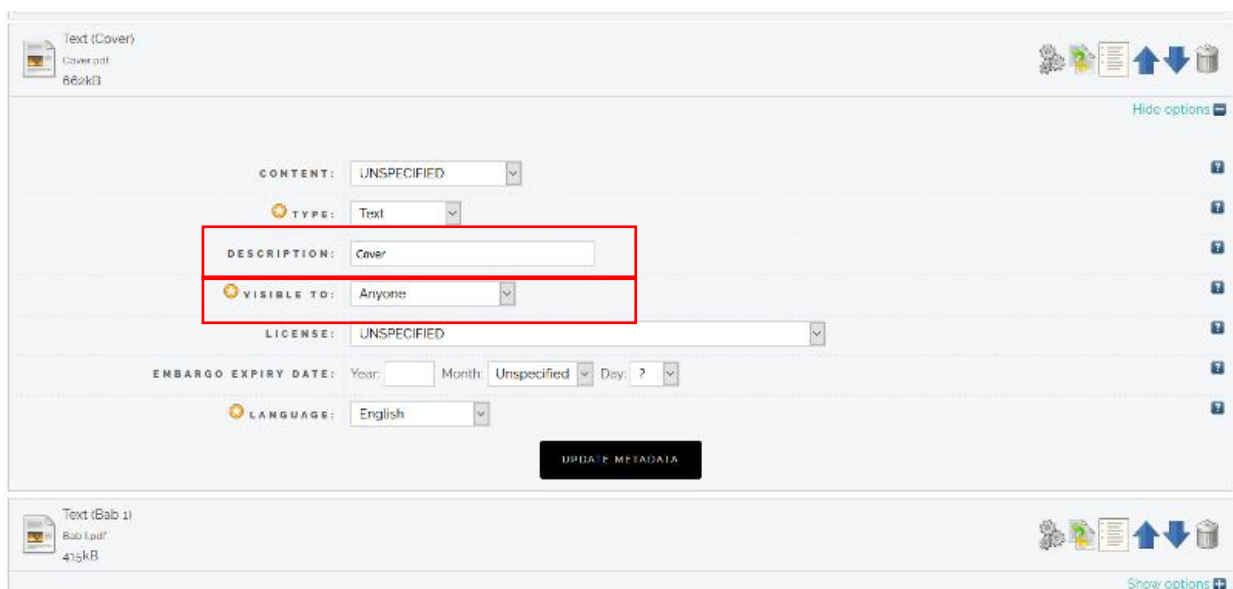 Text (Cover)
Cover.pdf
662kB
Hide options
CONTENT: UNSPECIFIED
TYPE: Text
DESCRIPTION: Cover
VISIBLE TO: Anyone
LICENSE: UNSPECIFIED
EMBARGO EXPIRY DATE: Year: Month: Unspecified Day: ?
LANGUAGE: English
UPDATE METADATA
Text (Bab 1)
Bab I.pdf
415kB
Show options